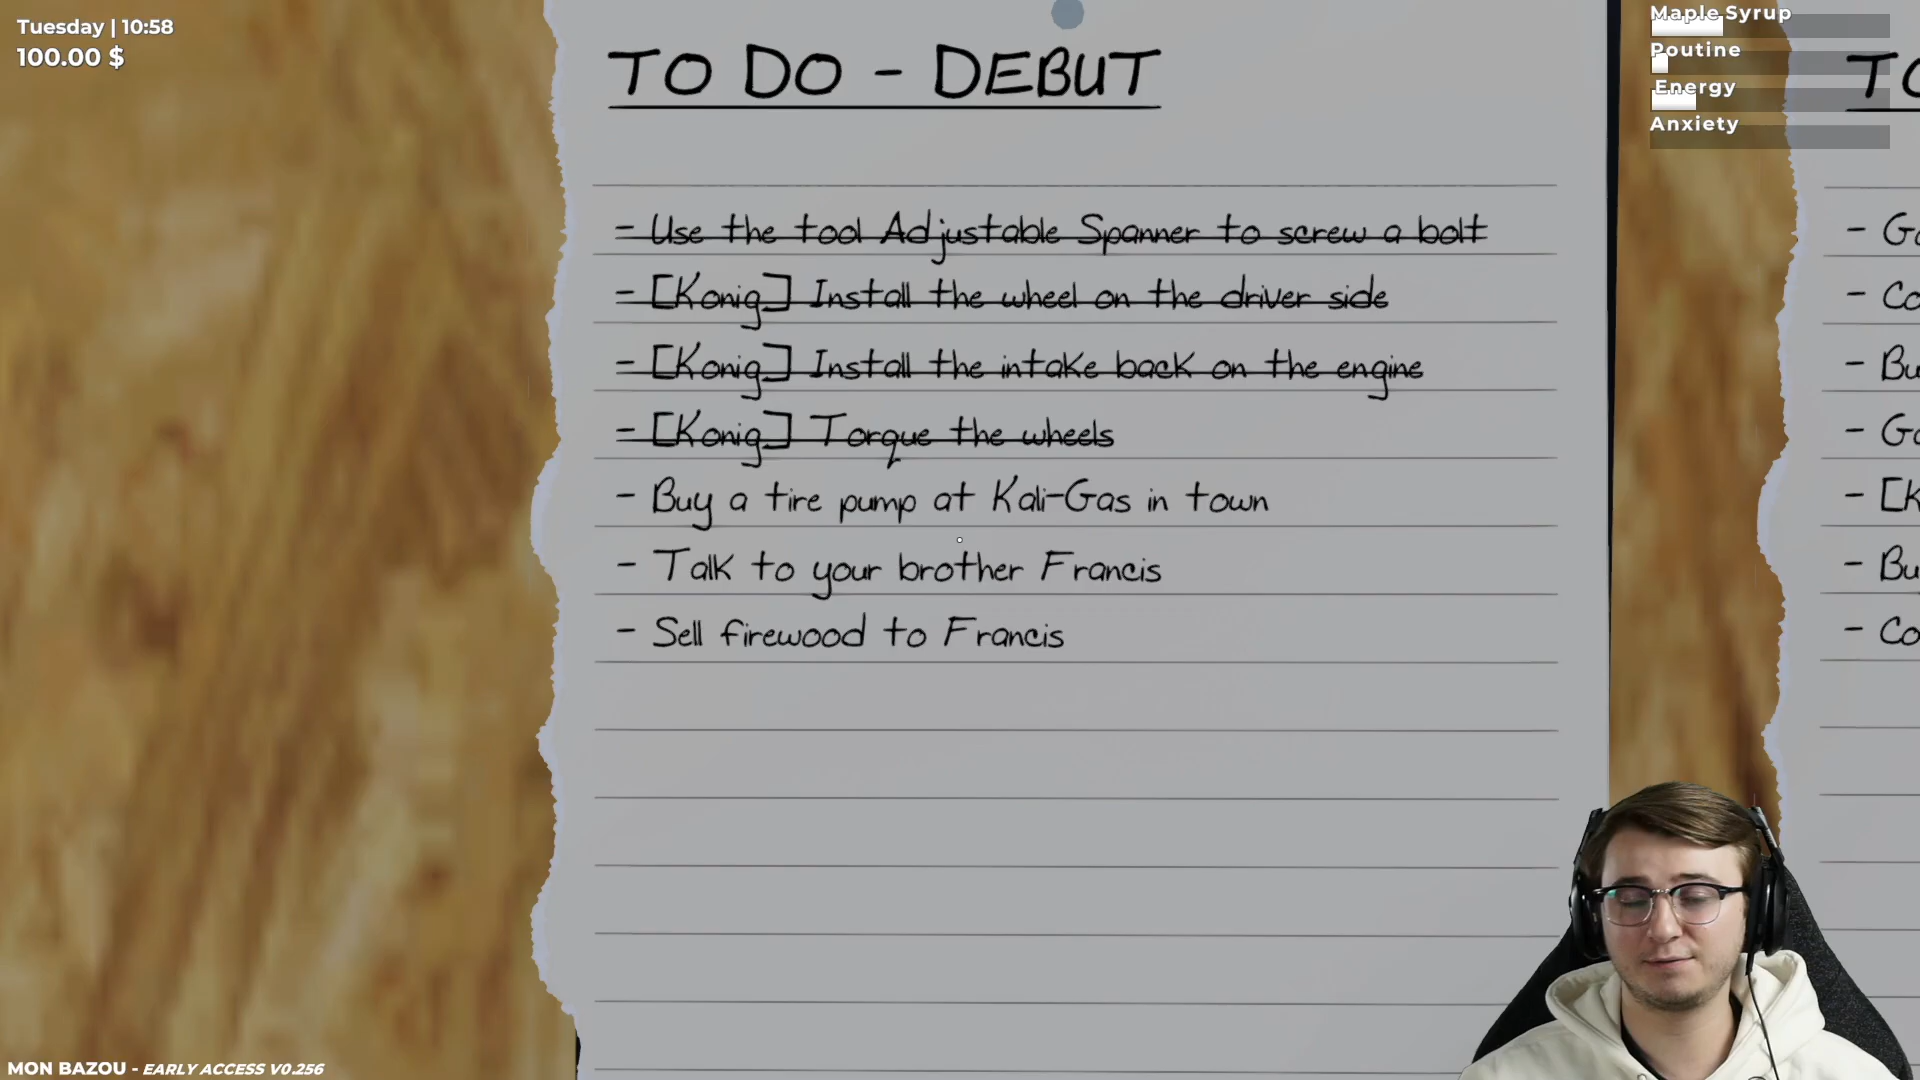 Tuesday | 10:58
100.00 $
Maple Syrup
Poutine
Energy
Anxiety
TO DO - DEBUT
- Use the tool Adjustable Spanner to screw a bolt
- [Konig] Install the wheel on the driver side
- [Konig] Install the intake back on the engine
- [Konig] Torque the wheels
- Buy a tire pump at Kali-Gas in town
- Talk to your brother Francis
- Sell firewood to Francis
MON BAZOU - EARLY ACCESS V0.256